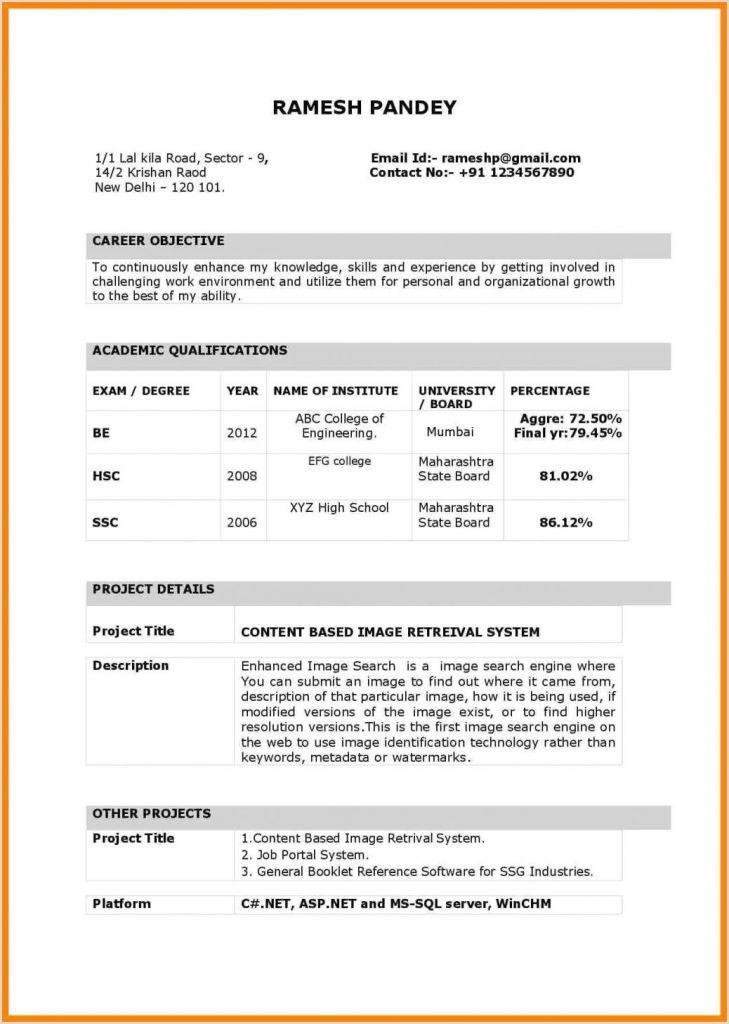 RAMESH PANDEY
1/1 Lal kila Road, Sector - 9,
14/2 Krishan Raod
New Delhi – 120 101.
Email Id:- rameshp@gmail.com
Contact No:- +91 1234567890
CAREER OBJECTIVE
To continuously enhance my knowledge, skills and experience by getting involved in
challenging work environment and utilize them for personal and organizational growth
to the best of my ability.
ACADEMIC QUALIFICATIONS
EXAM / DEGREE YEAR NAME OF INSTITUTE UNIVERSITY / BOARD PERCENTAGE
BE 2012 ABC College of Engineering. Mumbai Aggre: 72.50% Final yr:79.45%
HSC 2008 EFG college Maharashtra State Board 81.02%
SSC 2006 XYZ High School Maharashtra State Board 86.12%
PROJECT DETAILS
Project Title CONTENT BASED IMAGE RETREIVAL SYSTEM
Description Enhanced Image Search is a image search engine where
You can submit an image to find out where it came from,
description of that particular image, how it is being used, if
modified versions of the image exist, or to find higher
resolution versions.This is the first image search engine on
the web to use image identification technology rather than
keywords, metadata or watermarks.
OTHER PROJECTS
Project Title 1.Content Based Image Retrival System.
2. Job Portal System.
3. General Booklet Reference Software for SSG Industries.
Platform C#.NET, ASP.NET and MS-SQL server, WinCHM